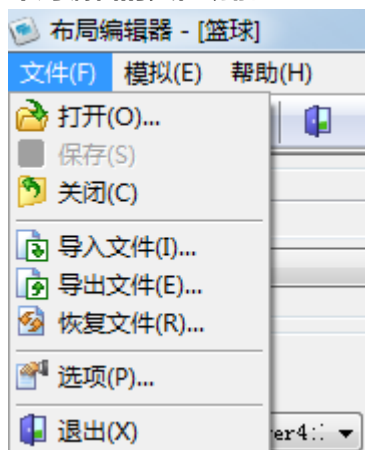 布局编辑器 - [篮球]
文件(F) 模拟(E) 帮助(H)
打开(O)...
保存(S)
关闭(C)
导入文件(I)...
导出文件(E)...
恢复文件(R)...
选项(P)...
退出(X)